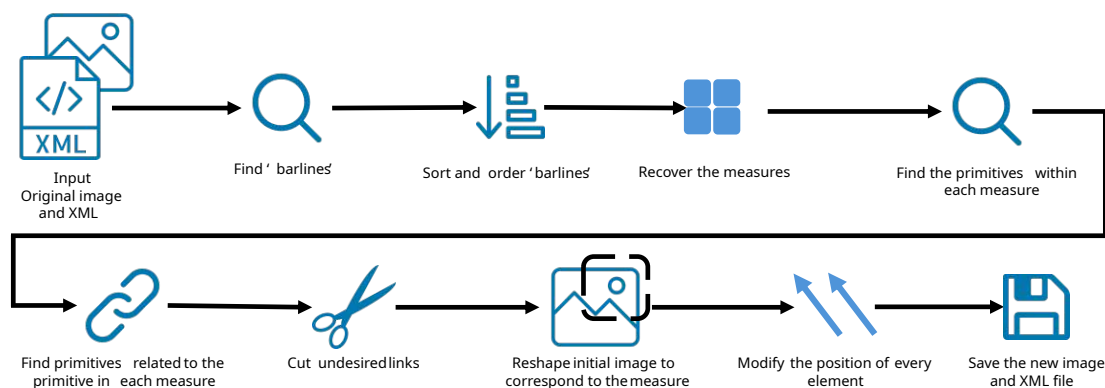 </>
XML
Input
Original image
and XML
Find ‘ barlines’
Sort and order ‘barlines’
Recover the measures
Find the primitives within
each measure
Find primitives related to the
primitive in each measure
Cut undesired links
Reshape initial image to
correspond to the measure
Modify the position of every
element
Save the new image
and XML file